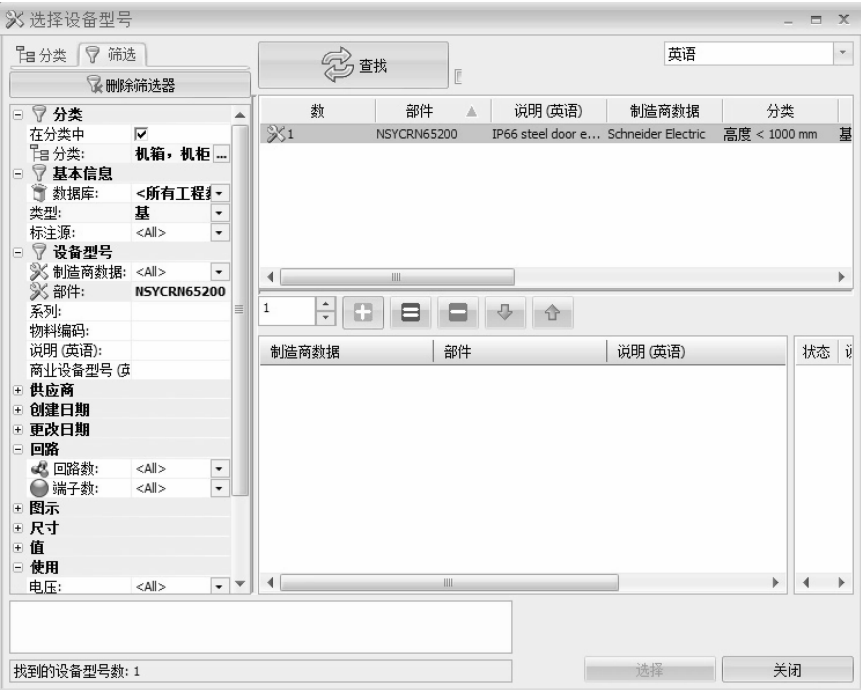 选择设备型号
分类 筛选
删除筛选器
查找
英语
分类
在分类中
分类: 机箱，机柜 ...
基本信息
数据库: <所有工程
类型: 基
标注源: <All>
设备型号
制造商数据: <All>
部件: NSYCRN65200
系列:
物料编码:
说明 (英语):
商业设备型号
供应商
创建日期
更改日期
回路
回路数: <All>
端子数: <All>
图示
尺寸
值
使用
电压: <All>
数 部件 说明 (英语) 制造商数据 分类
1 NSYCRN65200 IP66 steel door e... Schneider Electric 高度 < 1000 mm 基
1
制造商数据 部件 说明 (英语)
状态
找到的设备型号数: 1
选择 关闭